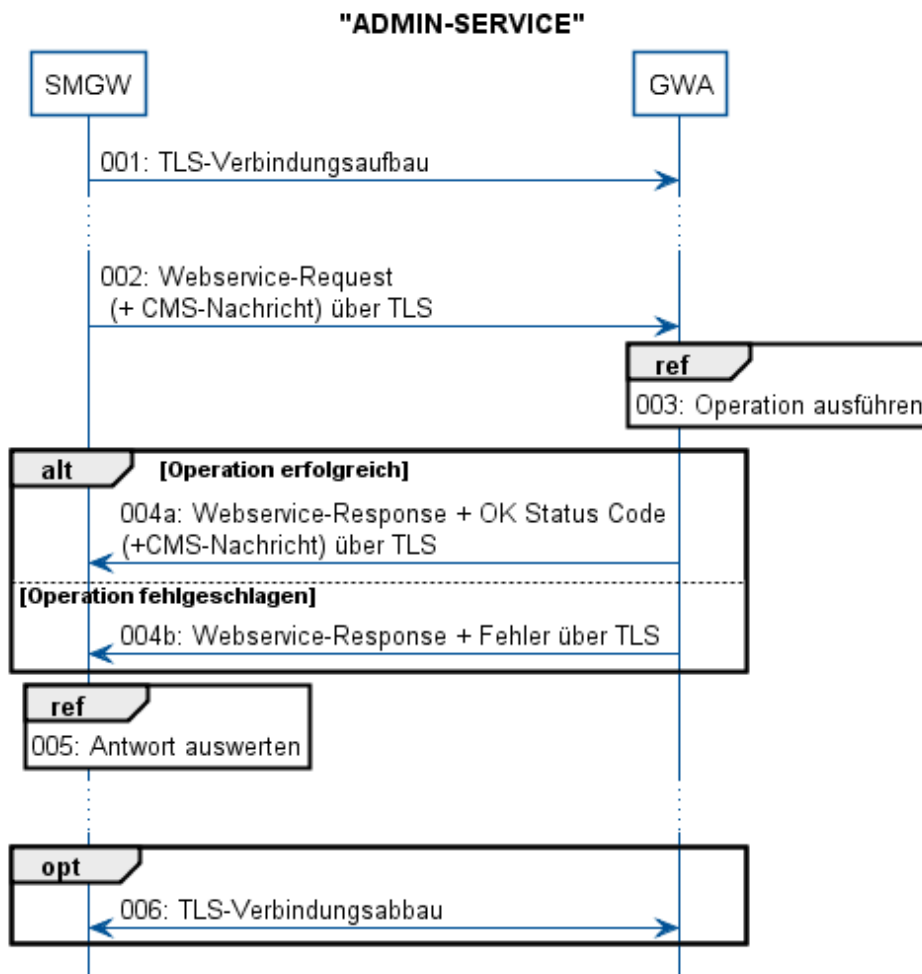 "ADMIN-SERVICE"
SMGW
GWA
001: TLS-Verbindungsaufbau
002: Webservice-Request
(+ CMS-Nachricht) über TLS
ref
003: Operation ausführen
alt
[Operation erfolgreich]
004a: Webservice-Response + OK Status Code
(+CMS-Nachricht) über TLS
[Operation fehlgeschlagen]
004b: Webservice-Response + Fehler über TLS
ref
005: Antwort auswerten
opt
006: TLS-Verbindungsabbau